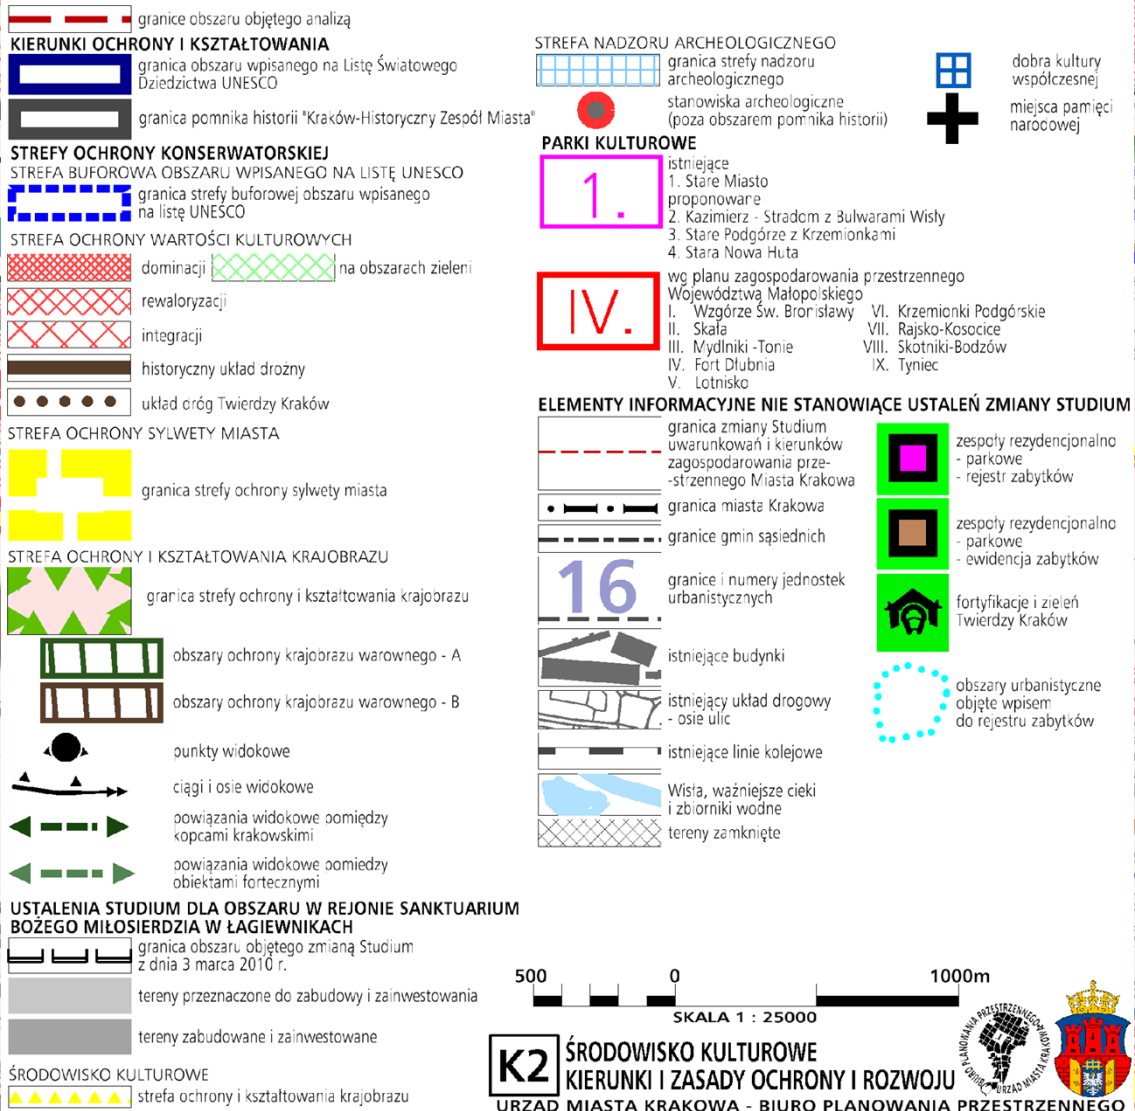 granice obszaru objętego analizą
KIERUNKI OCHRONY I KSZTAŁTOWANIA
granica obszaru wpisanego na Listę Światowego
Dziedzictwa UNESCO
granica pomnika historii "Kraków-Historyczny Zespół Miasta"
STREFY OCHRONY KONSERWATORSKIEJ
STREFA BUFOROWA OBSZARU WPISANEGO NA LISTĘ UNESCO
granica strefy buforowej obszaru wpisanego
na listę UNESCO
STREFA OCHRONY WARTOŚCI KULTUROWYCH
dominacji
na obszarach zieleni
rewaloryzacji
integracji
historyczny układ drożny
układ dróg Twierdzy Kraków
STREFA OCHRONY SYLWETY MIASTA
granica strefy ochrony sylwety miasta
STREFA OCHRONY I KSZTAŁTOWANIA KRAJOBRAZU
granica strefy ochrony i kształtowania krajobrazu
obszary ochrony krajobrazu warownego - A
obszary ochrony krajobrazu warownego - B
punkty widokowe
ciągi i osie widokowe
powiązania widokowe pomiędzy
kopcami krakowskimi
powiązania widokowe pomiedzy
obiektami fortecznymi
USTALENIA STUDIUM DLA OBSZARU W REJONIE SANKTUARIUM
BOŻEGO MIŁOSIERDZIA W ŁAGIEWNIKACH
granica obszaru objętego zmianą Studium
z dnia 3 marca 2010 r.
tereny przeznaczone do zabudowy i zainwestowania
tereny zabudowane i zainwestowane
ŚRODOWISKO KULTUROWE
strefa ochrony i kształtowania krajobrazu
STREFA NADZORU ARCHEOLOGICZNEGO
granica strefy nadzoru
archeologicznego
stanowiska archeologiczne
(poza obszarem pomnika historii)
dobra kultury
współczesnej
miejsca pamięci
narodowej
PARKI KULTUROWE
1.
istniejące
1. Stare Miasto
proponowane
2. Kazimierz - Stradom z Bulwarami Wisły
3. Stare Podgórze z Krzemionkami
4. Stara Nowa Huta
IV.
wg planu zagospodarowania przestrzennego
Województwą Małopolskiego
I. Wzgórze Św. Bronisławy
II. Skała
III. Mydlniki -Tonie
IV. Fort Dłubnia
V. Lotnisko
VI. Krzemionki Podgórskie
VII. Rajsko-Kosocice
VIII. Skotniki-Bodzów
IX. Tyniec
ELEMENTY INFORMACYJNE NIE STANOWIĄCE USTALEŃ ZMIANY STUDIUM
granica zmiany Studium
uwarunkowań i kierunków
zagospodarowania prze-
-strzennego Miasta Krakowa
granica miasta Krakowa
granice gmin sąsiednich
16
granice i numery jednostek
urbanistycznych
istniejące budynki
istniejący układ drogowy
- osie ulic
istniejące linie kolejowe
Wisła, ważniejsze cieki
i zbiorniki wodne
tereny zamknięte
zespoły rezydencjonalno
- parkowe
- rejestr zabytków
zespoły rezydencjonalno
- parkowe
- ewidencja zabytków
fortyfikacje i zieleń
Twierdzy Kraków
obszary urbanistyczne
objęte wpisem
do rejestru zabytków
500 0 1000m
SKALA 1 : 25000
K2
ŚRODOWISKO KULTUROWE
KIERUNKI I ZASADY OCHRONY I ROZWOJU
URZĄD MIASTA KRAKOWA - BIURO PLANOWANIA PRZESTRZENNEGO
BIURO PLANOWANIA PRZESTRZENNEGO
URZĄD MIASTA KRAKOWA